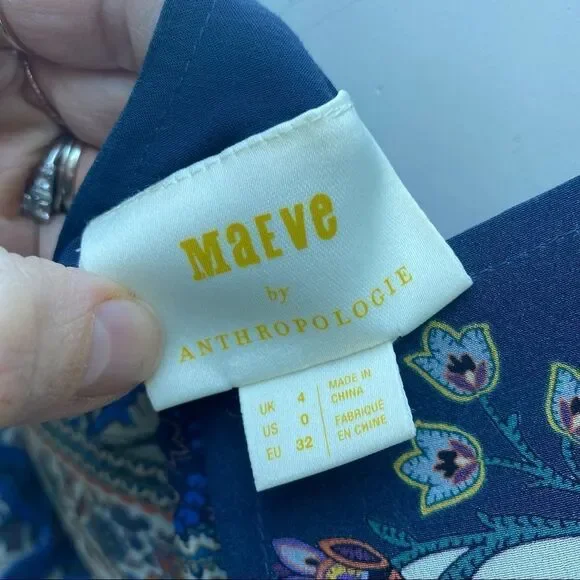 MaEVe
by
ANTHROPOLOGIE
UK 4
US 0
EU 32
MADE IN
CHINA
FABRIQUÉ
EN CHINE